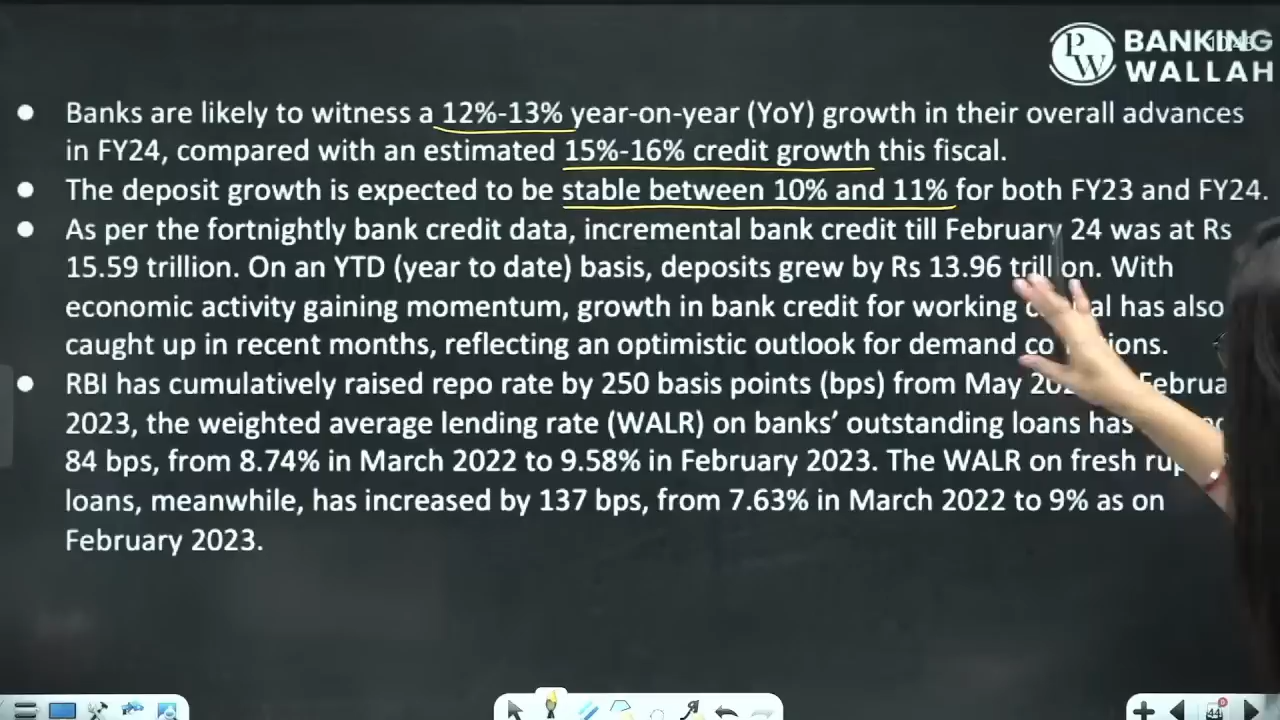 BANKING
WALLAH
PW
● Banks are likely to witness a 12%-13% year-on-year (YoY) growth in their overall advances
in FY24, compared with an estimated 15%-16% credit growth this fiscal.
● The deposit growth is expected to be stable between 10% and 11% for both FY23 and FY24.
● As per the fortnightly bank credit data, incremental bank credit till February 24 was at Rs
15.59 trillion. On an YTD (year to date) basis, deposits grew by Rs 13.96 trillion. With
economic activity gaining momentum, growth in bank credit for working has also
caught up in recent months, reflecting an optimistic outlook for demand
● RBI has cumulatively raised repo rate by 250 basis points (bps) from May
2023, the weighted average lending rate (WALR) on banks’ outstanding loans has
84 bps, from 8.74% in March 2022 to 9.58% in February 2023. The WALR on fresh
loans, meanwhile, has increased by 137 bps, from 7.63% in March 2022 to 9% as on
February 2023.
44